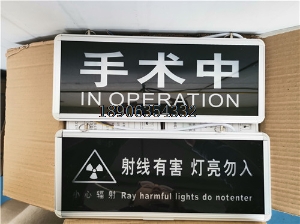 手术中
IN OPERATION
射线有害 灯亮勿入
小心辐射 Ray harmful lights do notenter